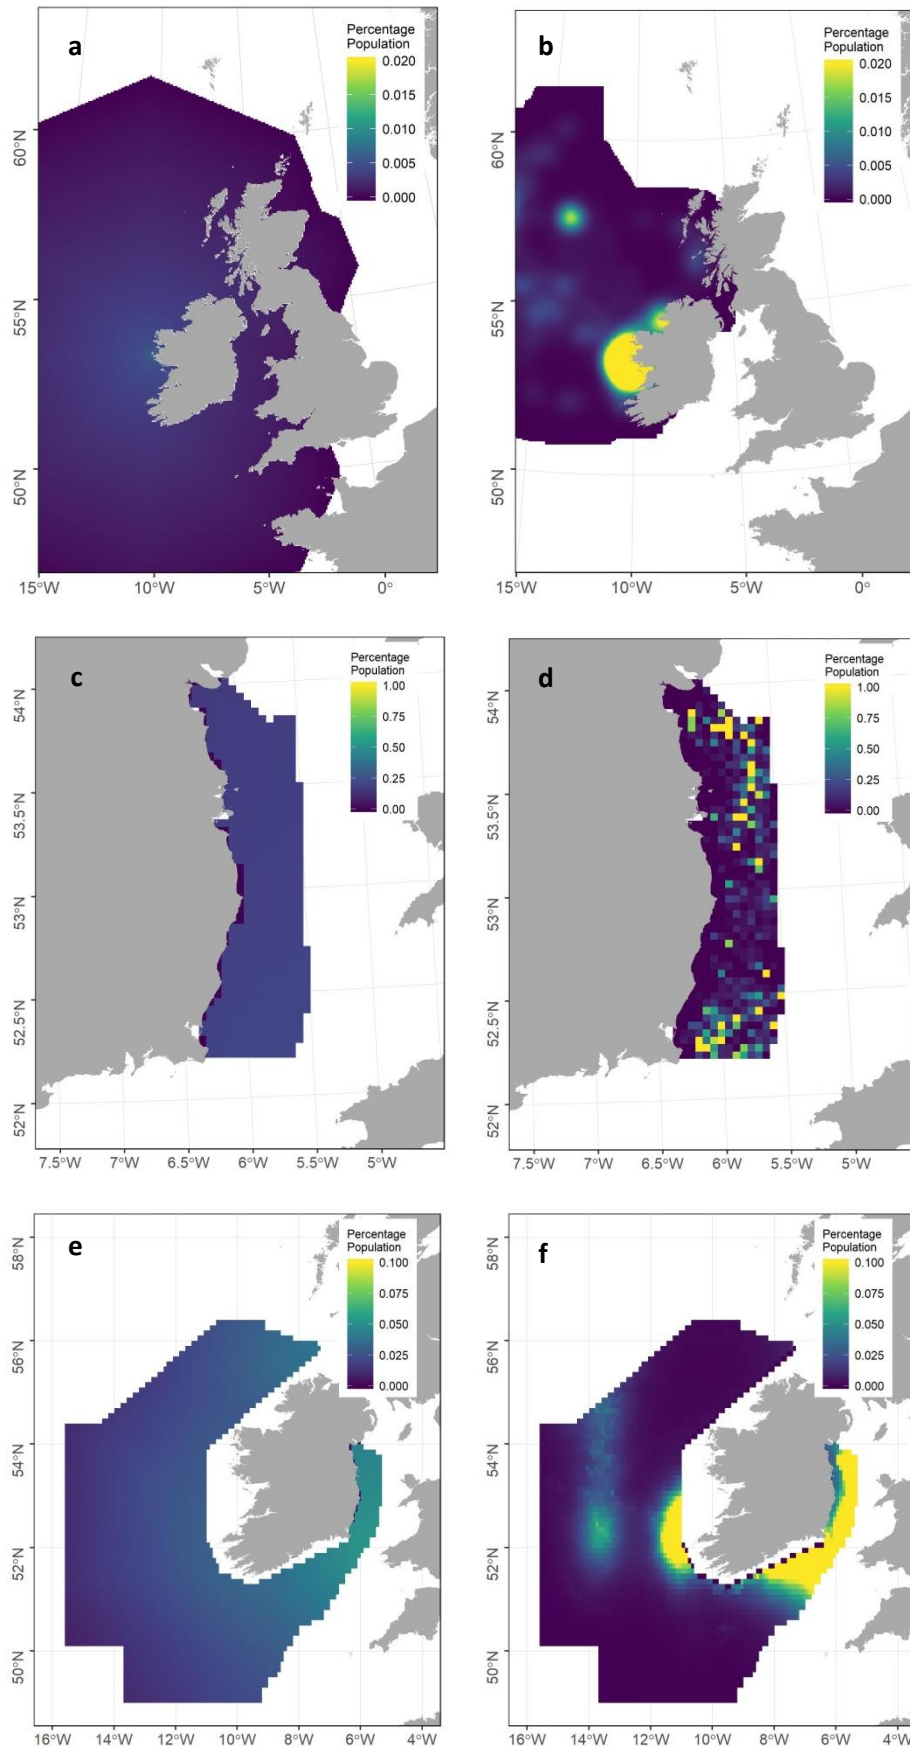 a
Percentage
Population
0.020
0.015
0.010
0.005
0.000
60°N
55°N
50°N
15°W
10°W
5°W
0°
b
Percentage
Population
0.020
0.015
0.010
0.005
0.000
60°N
55°N
50°N
15°W
10°W
5°W
0°
c
Percentage
Population
1.00
0.75
0.50
0.25
0.00
54°N
53.5°N
53°N
52.5°N
52°N
7.5°W
7°W
6.5°W
6°W
5.5°W
5°W
d
Percentage
Population
1.00
0.75
0.50
0.25
0.00
54°N
53.5°N
53°N
52.5°N
52°N
7.5°W
7°W
6.5°W
6°W
5.5°W
5°W
e
Percentage
Population
0.100
0.075
0.050
0.025
0.000
58°N
56°N
54°N
52°N
50°N
16°W
14°W
12°W
10°W
8°W
6°W
4°W
f
Percentage
Population
0.100
0.075
0.050
0.025
0.000
58°N
56°N
54°N
52°N
50°N
16°W
14°W
12°W
10°W
8°W
6°W
4°W